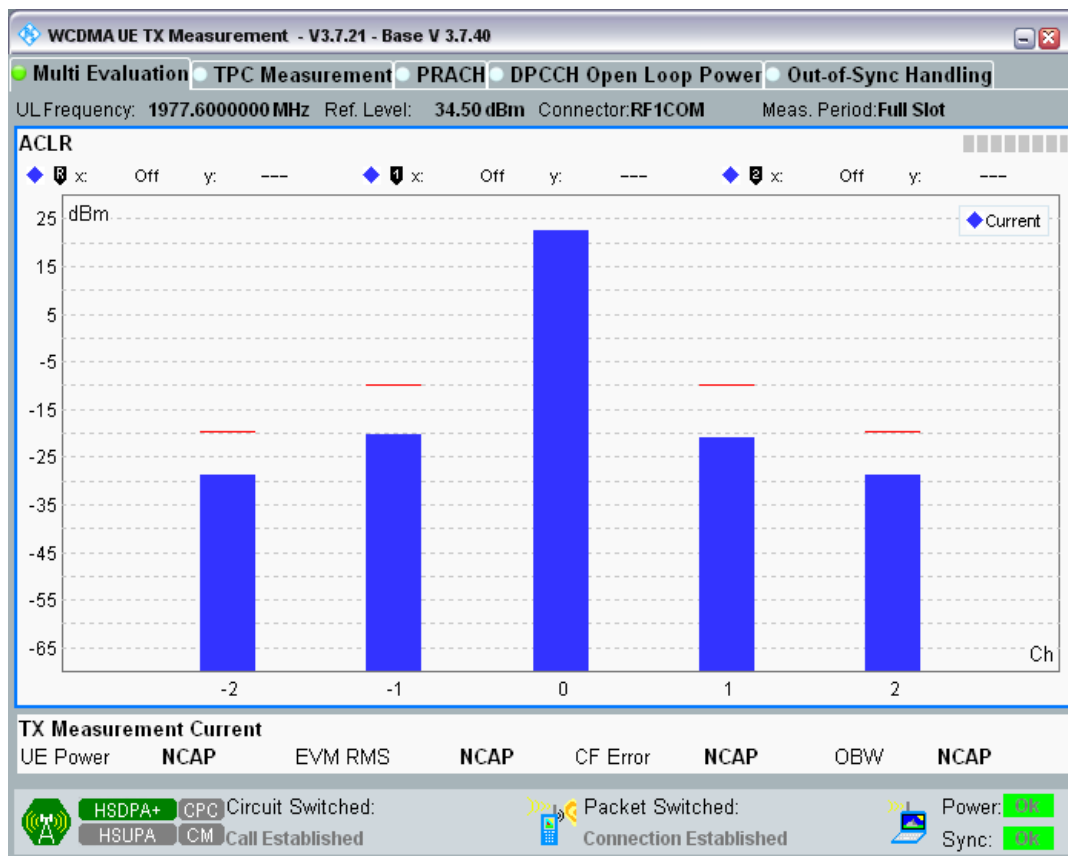 WCDMA UE TX Measurement - V3.7.21 - Base V 3.7.40
Multi Evaluation TPC Measurement PRACH DPCCH Open Loop Power Out-of-Sync Handling
UL Frequency: 1977.6000000 MHz Ref. Level: 34.50 dBm Connector:RF1COM Meas. Period:Full Slot
ACLR
R x: Off y: --- 1 x: Off y: --- 2 x: Off y: ---
dBm
Current
25
15
5
-5
-15
-25
-35
-45
-55
-65
Ch
-2 -1 0 1 2
TX Measurement Current
UE Power NCAP EVM RMS NCAP CF Error NCAP OBW NCAP
HSDPA+ CPC Circuit Switched: Packet Switched: Power: OK
HSUPA CM Call Established Connection Established Sync: OK